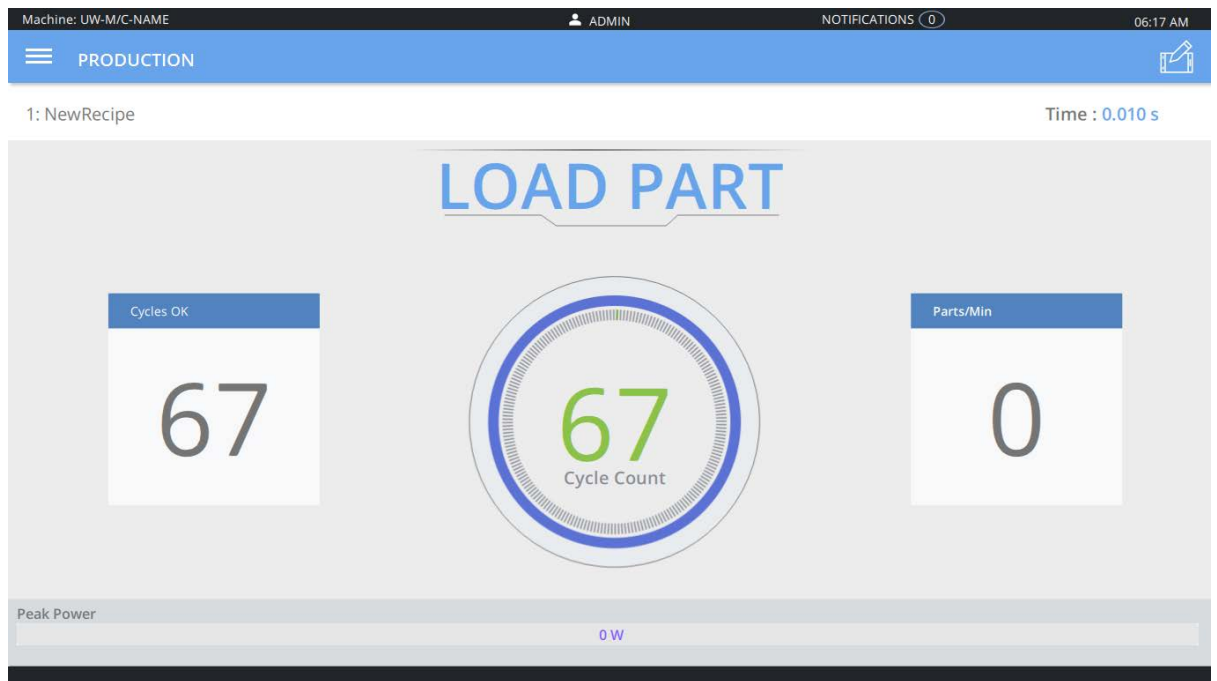 Machine: UW-M/C-NAME ADMIN NOTIFICATIONS 0 06:17 AM
PRODUCTION
1: NewRecipe Time : 0.010 s
LOAD PART
Cycles OK
67
67
Cycle Count
Parts/Min
0
Peak Power
0 W